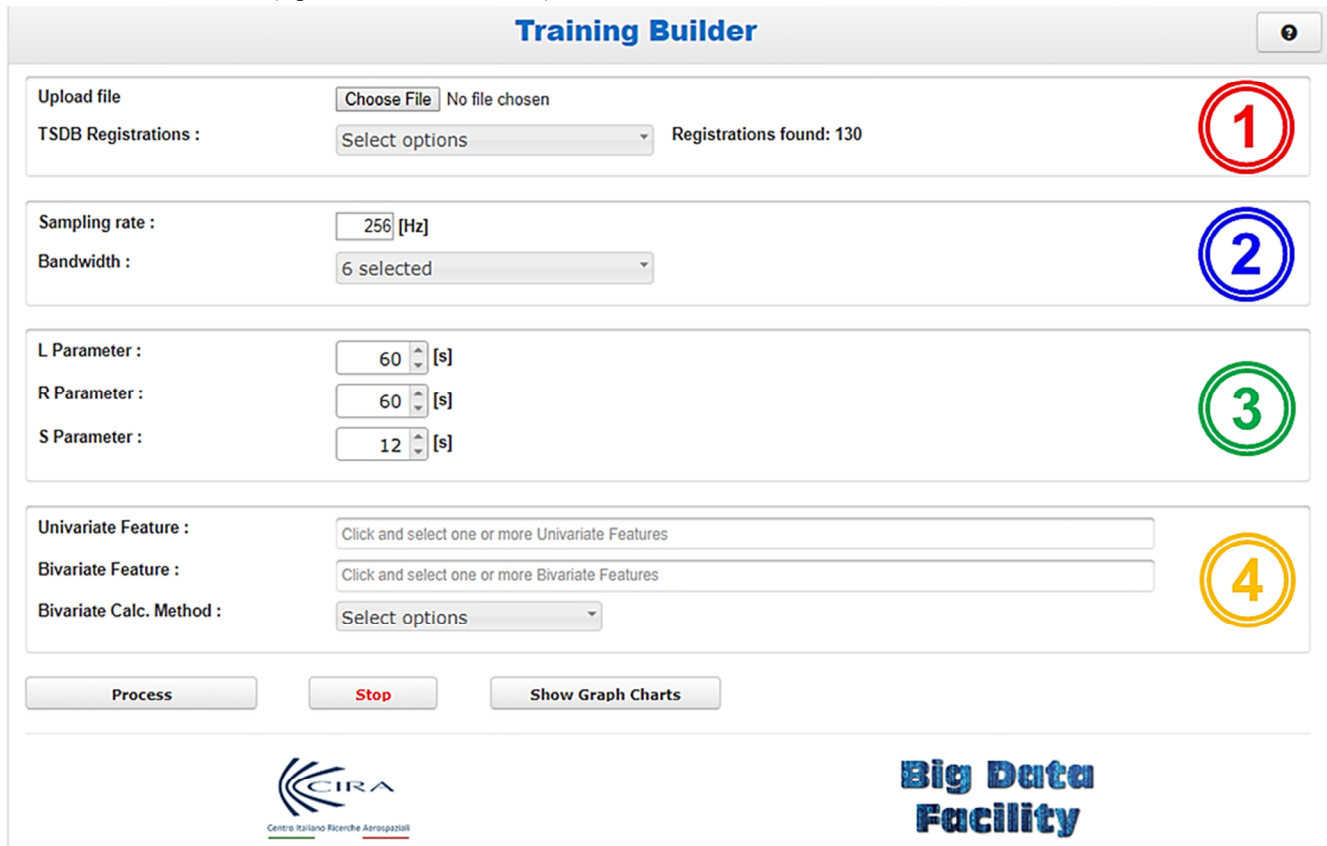 Training Builder
?
Upload file Choose File No file chosen
TSDB Registrations : Select options Registrations found: 130
1
Sampling rate : 256 [Hz]
Bandwidth : 6 selected
2
L Parameter : 60 [s]
R Parameter : 60 [s]
S Parameter : 12 [s]
3
Univariate Feature : Click and select one or more Univariate Features
Bivariate Feature : Click and select one or more Bivariate Features
Bivariate Calc. Method : Select options
4
Process Stop Show Graph Charts
CIRA
Centro Italiano Ricerche Aerospaziali
Big Data
Facility